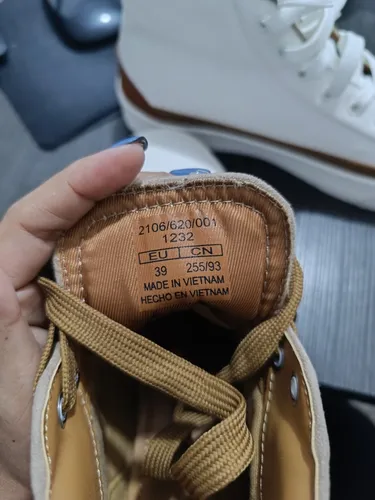 2106/620/001
1232
EU CN
39 255/93
MADE IN VIETNAM
HECHO EN VIETNAM